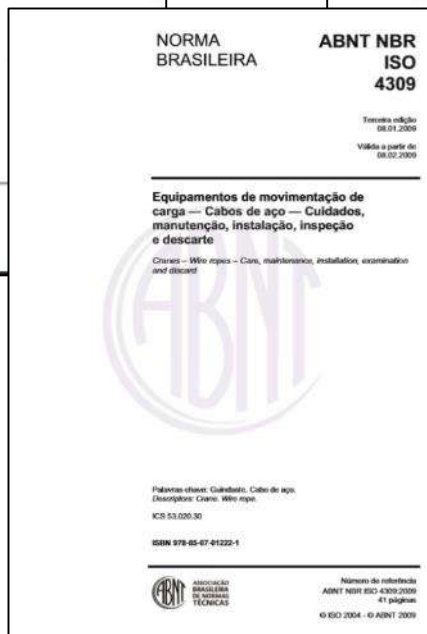 NORMA
BRASILEIRA
ABNT NBR
ISO
4309
Terceira edição
08.01.2009
Válida a partir de
08.02.2009
Equipamentos de movimentação de
carga — Cabos de aço — Cuidados,
manutenção, instalação, inspeção
e descarte
Cranes – Wire ropes – Care, maintenance, installation, examination
and discard
ABNT
Palavras-chave: Guindaste. Cabo de aço.
Descriptors: Crane. Wire rope.
ICS 53.020.30
ISBN 978-85-07-01222-1
ABNT
ASSOCIAÇÃO
BRASILEIRA
DE NORMAS
TÉCNICAS
Número de referência
ABNT NBR ISO 4309:2009
41 páginas
© ISO 2004 - © ABNT 2009